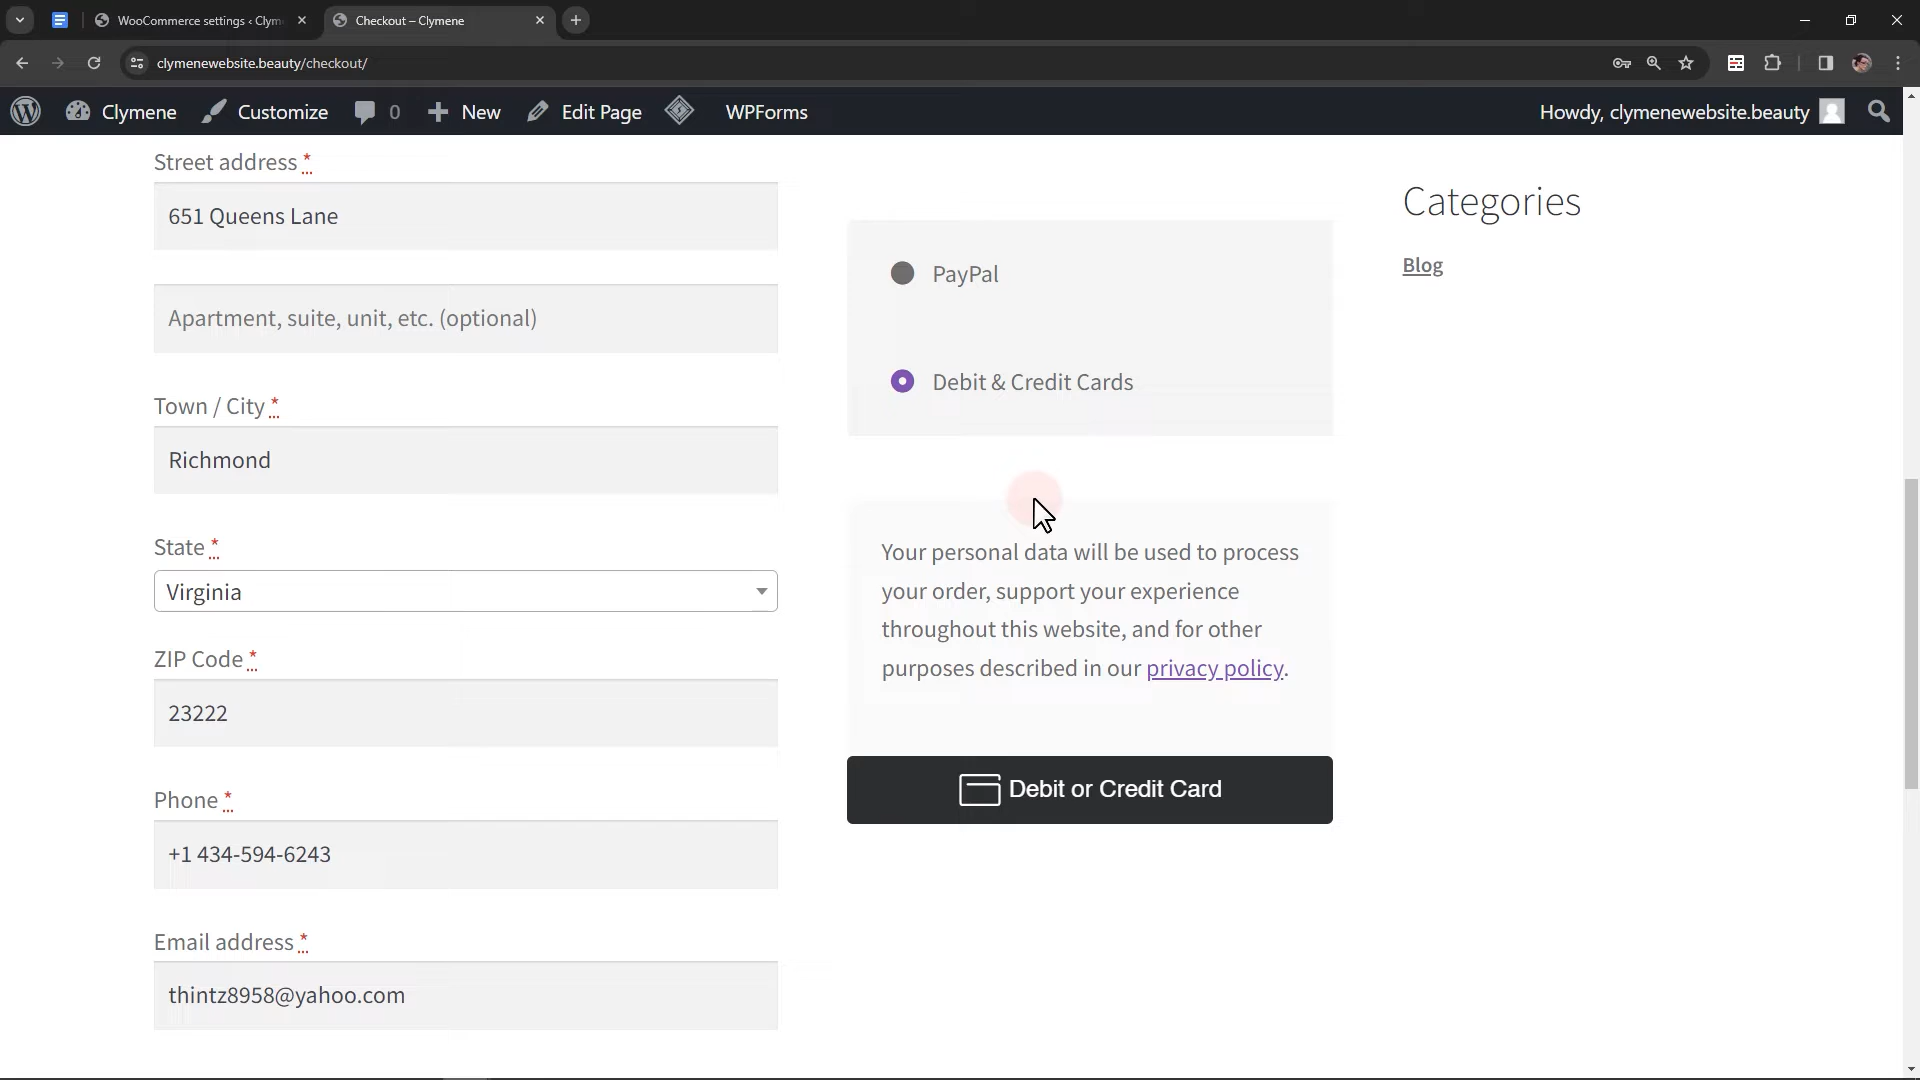 WooCommerce settings ‹ Clym
Checkout – Clymene
clymenewebsite.beauty/checkout/
Clymene
Customize
0
New
Edit Page
WPForms
Howdy, clymenewebsite.beauty
Street address *
651 Queens Lane
Apartment, suite, unit, etc. (optional)
Town / City *
Richmond
State *
Virginia
ZIP Code *
23222
Phone *
+1 434-594-6243
Email address *
thintz8958@yahoo.com
PayPal
Debit & Credit Cards
Your personal data will be used to process
your order, support your experience
throughout this website, and for other
purposes described in our privacy policy.
Debit or Credit Card
Categories
Blog